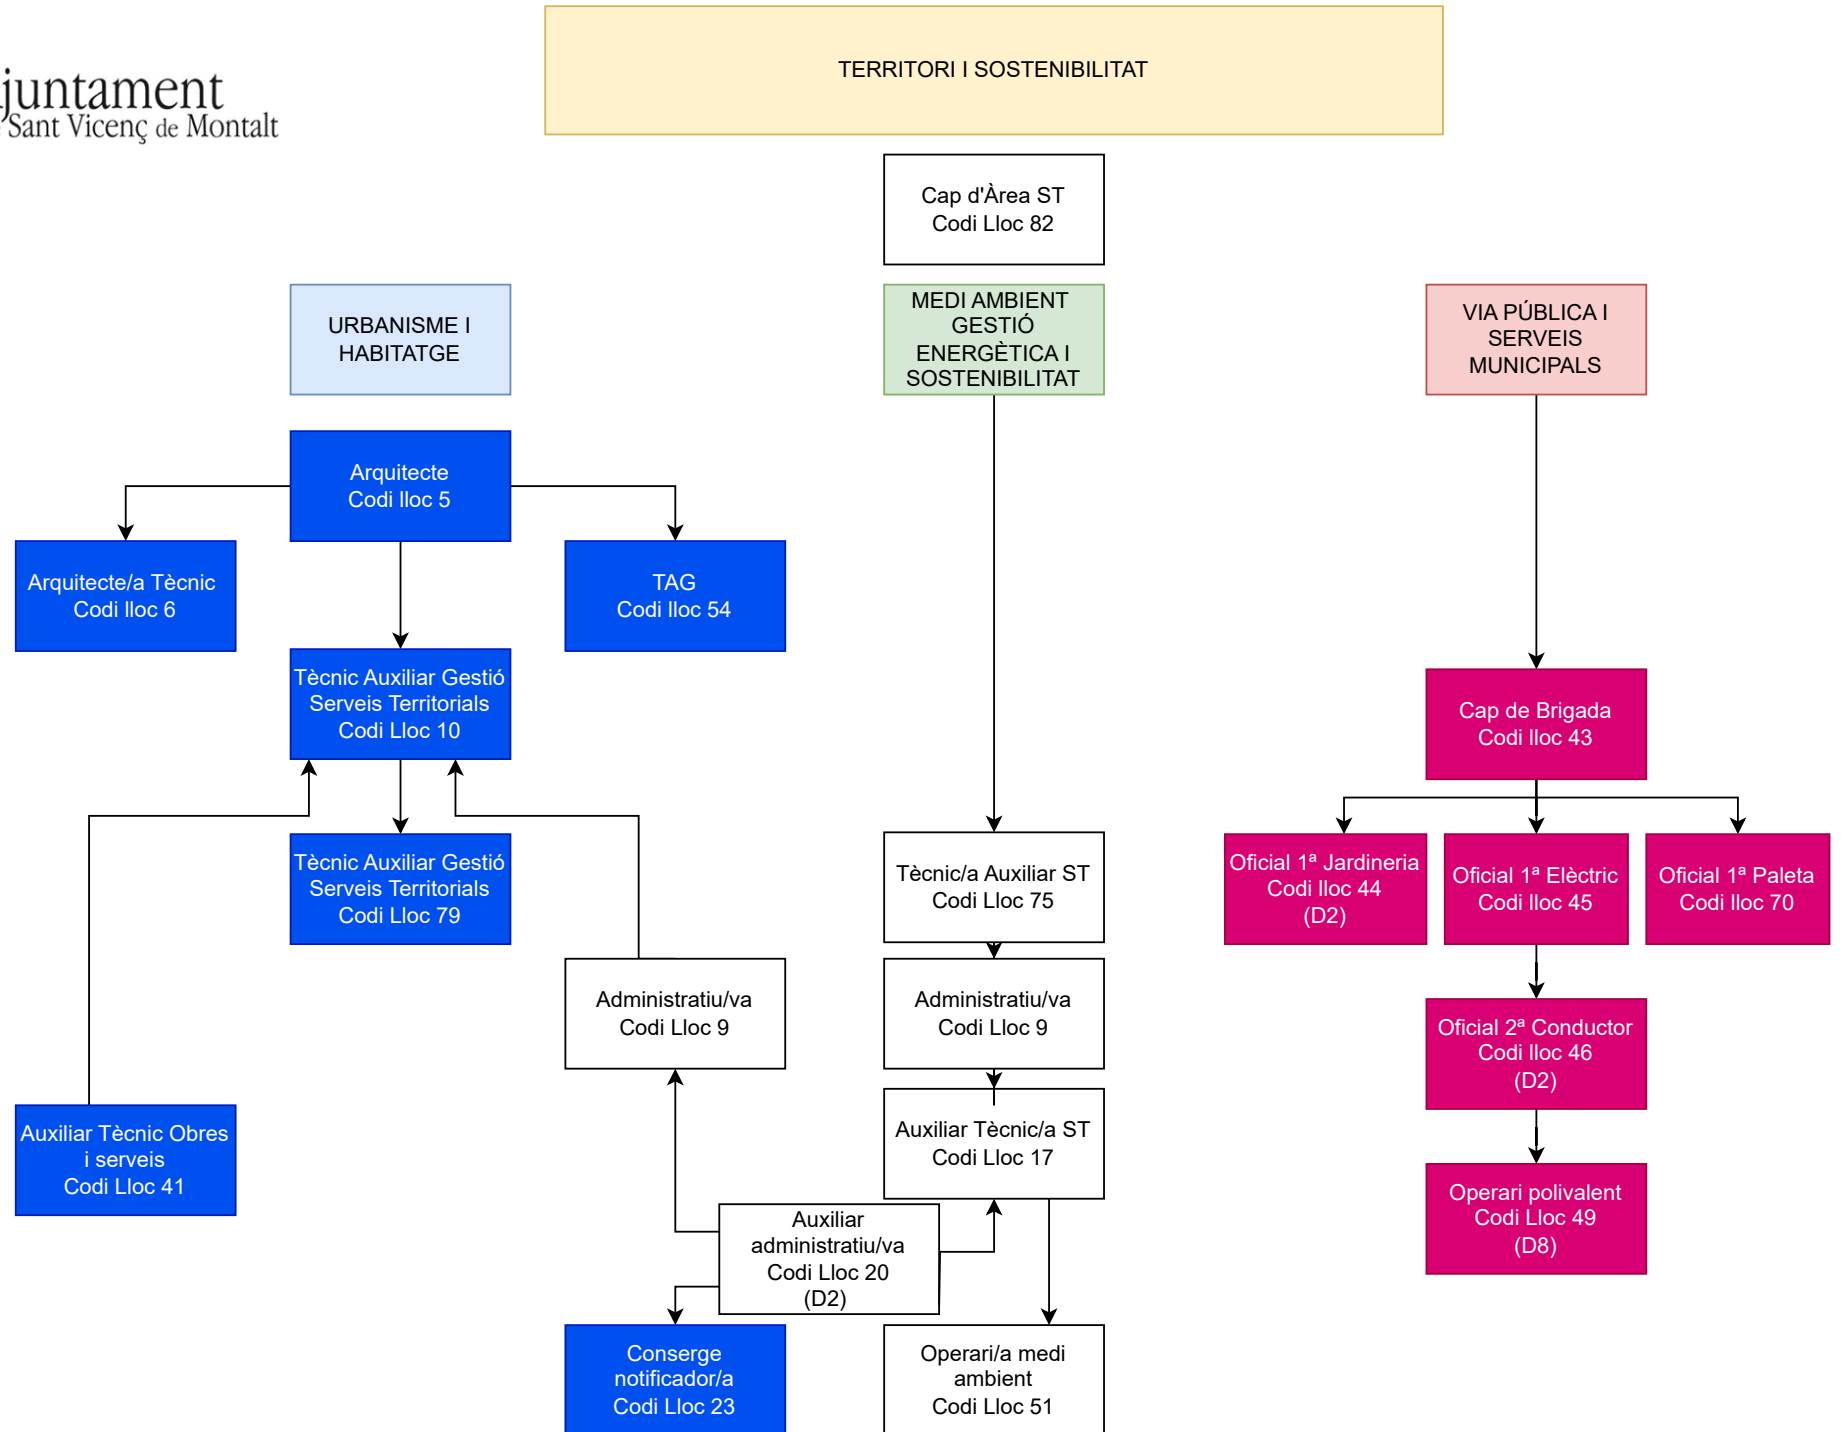 TERRITORI I SOSTENIBILITAT
juntament
Sant Vicenç de Montalt
Cap d'Àrea ST
Codi Lloc 82
URBANISME I
HABITATGE
MEDI AMBIENT
GESTIÓ
ENERGÈTICA I
SOSTENIBILITAT
VIA PÚBLICA I
SERVEIS
MUNICIPALS
Arquitecte
Codi lloc 5
Arquitecte/a Tècnic
Codi lloc 6
TAG
Codi lloc 54
Tècnic Auxiliar Gestió
Serveis Territorials
Codi Lloc 10
Cap de Brigada
Codi lloc 43
Tècnic Auxiliar Gestió
Serveis Territorials
Codi Lloc 79
Tècnic/a Auxiliar ST
Codi Lloc 75
Oficial 1ª Jardineria
Codi lloc 44
(D2)
Oficial 1ª Elèctric
Codi lloc 45
Oficial 1ª Paleta
Codi lloc 70
Administratiu/va
Codi Lloc 9
Administratiu/va
Codi Lloc 9
Oficial 2ª Conductor
Codi lloc 46
(D2)
Auxiliar Tècnic Obres
i serveis
Codi Lloc 41
Auxiliar Tècnic/a ST
Codi Lloc 17
Operari polivalent
Codi Lloc 49
(D8)
Auxiliar
administratiu/va
Codi Lloc 20
(D2)
Conserge
notificador/a
Codi Lloc 23
Operari/a medi
ambient
Codi Lloc 51